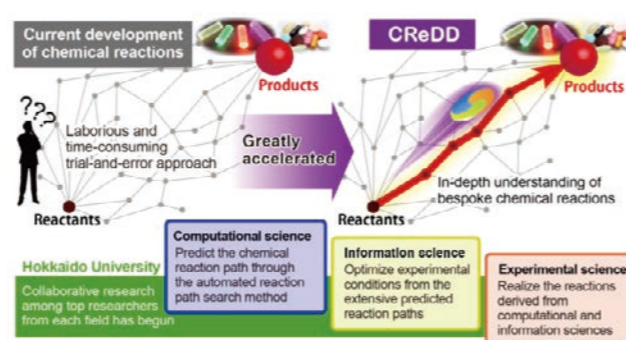 Current development
of chemical reactions
Products
???
Laborious and
time-consuming
trial-and-error approach
Reactants
Greatly
accelerated
CReDD
Products
In-depth understanding of
bespoke chemical reactions
Reactants
Hokkaido University
Collaborative research
among top researchers
from each field has begun
Computational science
Predict the chemical
reaction path through
the automated reaction
path search method
Information science
Optimize experimental
conditions from the
extensive predicted
reaction paths
Experimental science
Realize the reactions
derived from
computational and
information sciences